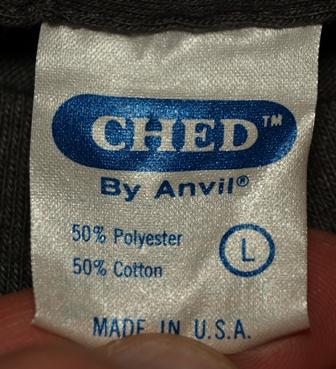 CHED™
By Anvil®
50% Polyester
50% Cotton
L
MADE IN U.S.A.